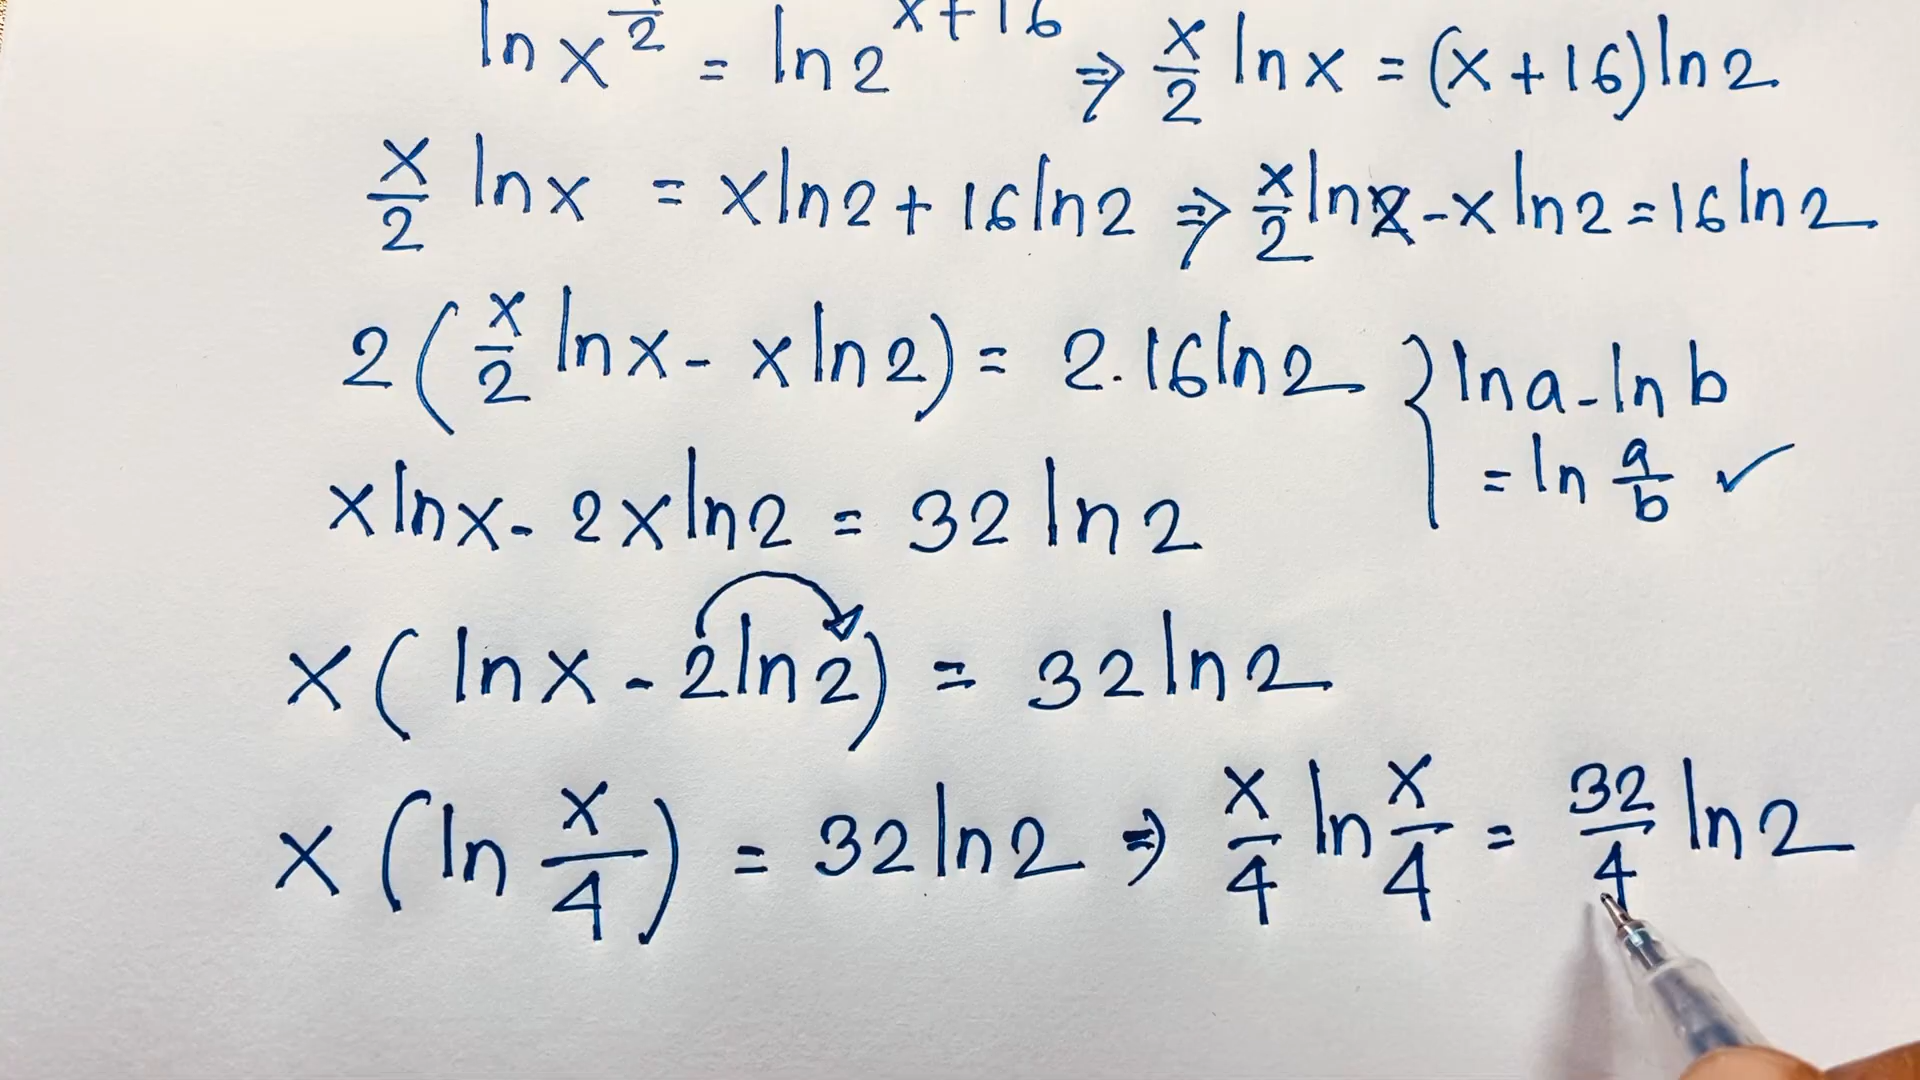 ln x^(x/2) = ln 2^(x+16) ⇒ x/2 ln x = (x+16) ln 2
x/2 ln x = x ln 2 + 16 ln 2 ⇒ x/2 ln x - x ln 2 = 16 ln 2
2 ( x/2 ln x - x ln 2 ) = 2.16 ln 2 } ln a - ln b
= ln a/b ✓
x ln x - 2x ln 2 = 32 ln 2
x ( ln x - 2 ln 2 ) = 32 ln 2
x ( ln x/4 ) = 32 ln 2 ⇒ x/4 ln x/4 = 32/4 ln 2